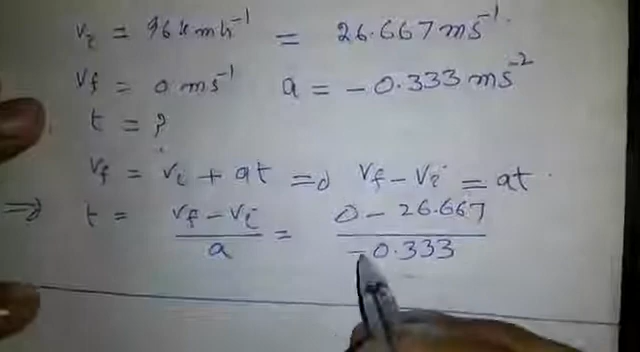 vi = 96 kmh⁻¹ = 26.667 ms⁻¹.
vf = 0 ms⁻¹ a = -0.333 ms⁻²
t = ?
vf = vi + at => vf - vi = at.
=> t = (vf - vi)/a = (0 - 26.667)/(-0.333)